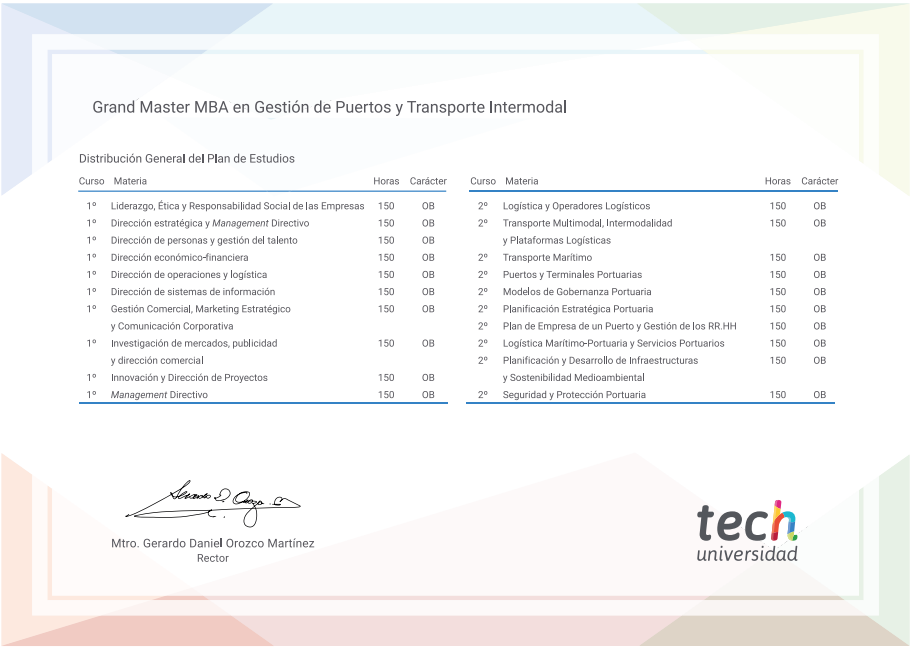 Grand Master MBA en Gestión de Puertos y Transporte Intermodal
Distribución General del Plan de Estudios
Curso Materia Horas Carácter
1º Liderazgo, Ética y Responsabilidad Social de las Empresas 150 OB
1º Dirección estratégica y Management Directivo 150 OB
1º Dirección de personas y gestión del talento 150 OB
1º Dirección económico-financiera 150 OB
1º Dirección de operaciones y logística 150 OB
1º Dirección de sistemas de información 150 OB
1º Gestión Comercial, Marketing Estratégico 150 OB
y Comunicación Corporativa
1º Investigación de mercados, publicidad 150 OB
y dirección comercial
1º Innovación y Dirección de Proyectos 150 OB
1º Management Directivo 150 OB
Curso Materia Horas Carácter
2º Logística y Operadores Logísticos 150 OB
2º Transporte Multimodal, Intermodalidad 150 OB
y Plataformas Logísticas
2º Transporte Marítimo 150 OB
2º Puertos y Terminales Portuarias 150 OB
2º Modelos de Gobernanza Portuaria 150 OB
2º Planificación Estratégica Portuaria 150 OB
2º Plan de Empresa de un Puerto y Gestión de los RR.HH 150 OB
2º Logística Marítimo-Portuaria y Servicios Portuarios 150 OB
2º Planificación y Desarrollo de Infraestructuras 150 OB
y Sostenibilidad Medioambiental
2º Seguridad y Protección Portuaria 150 OB
Mtro. Gerardo Daniel Orozco Martínez
Rector
tech
universidad